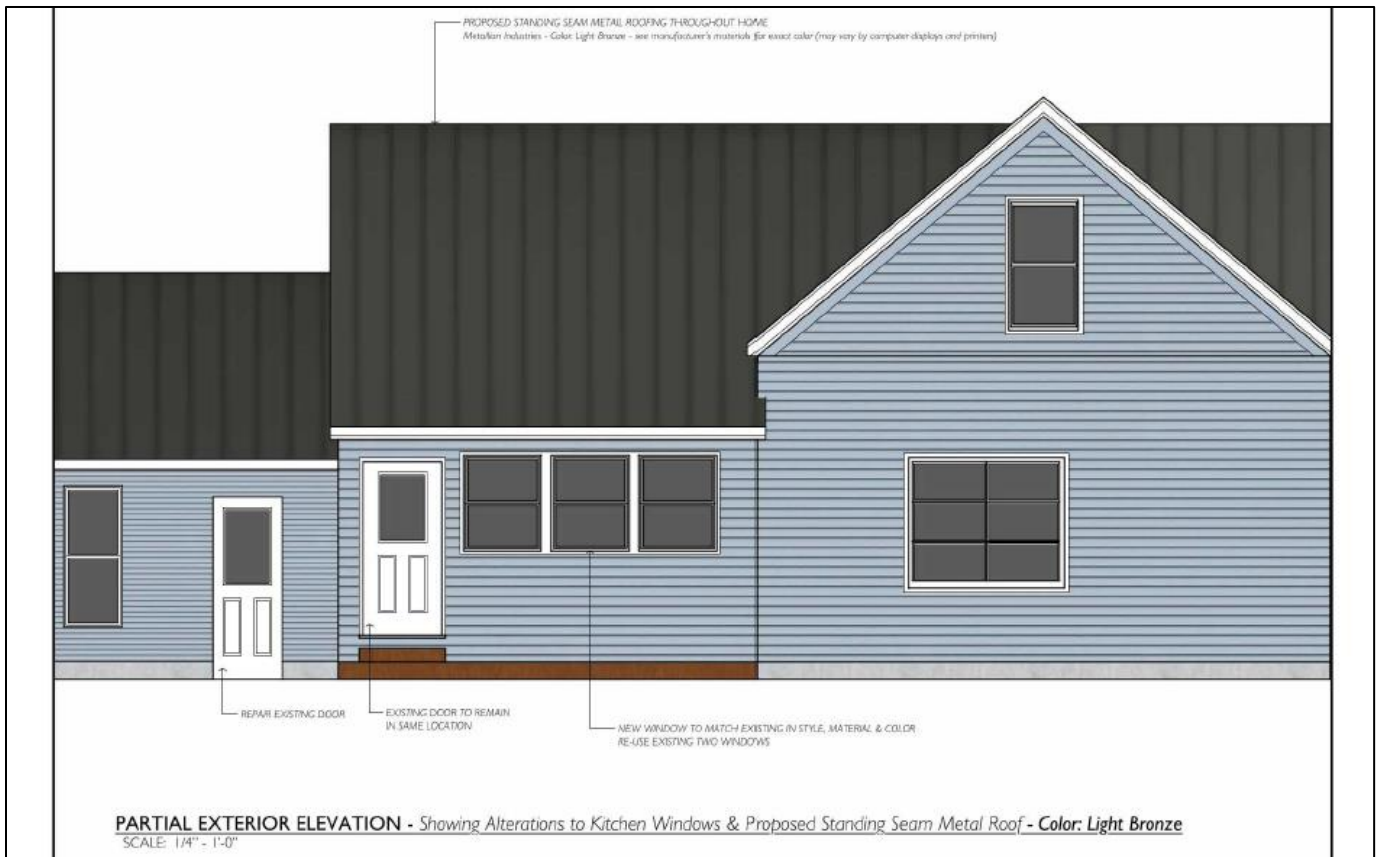 PROPOSED STANDING SEAM METAL ROOFING THROUGHOUT HOME
Metallion Industries - Color: Light Bronze - see manufacturer's materials for exact color (may vary by computer displays and printers)
REPAIR EXISTING DOOR
EXISTING DOOR TO REMAIN
IN SAME LOCATION
NEW WINDOW TO MATCH EXISTING IN STYLE, MATERIAL & COLOR
RE-USE EXISTING TWO WINDOWS
PARTIAL EXTERIOR ELEVATION - Showing Alterations to Kitchen Windows & Proposed Standing Seam Metal Roof - Color: Light Bronze
SCALE: 1/4" - 1'-0"